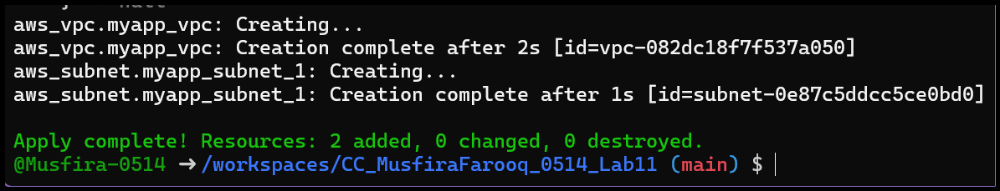 aws_vpc.myapp_vpc: Creating...
aws_vpc.myapp_vpc: Creation complete after 2s [id=vpc-082dc18f7f537a050]
aws_subnet.myapp_subnet_1: Creating...
aws_subnet.myapp_subnet_1: Creation complete after 1s [id=subnet-0e87c5ddcc5ce0bd0]
Apply complete! Resources: 2 added, 0 changed, 0 destroyed.
@Musfira-0514 ➜ /workspaces/CC_MusfiraFarooq_0514_Lab11 (main) $